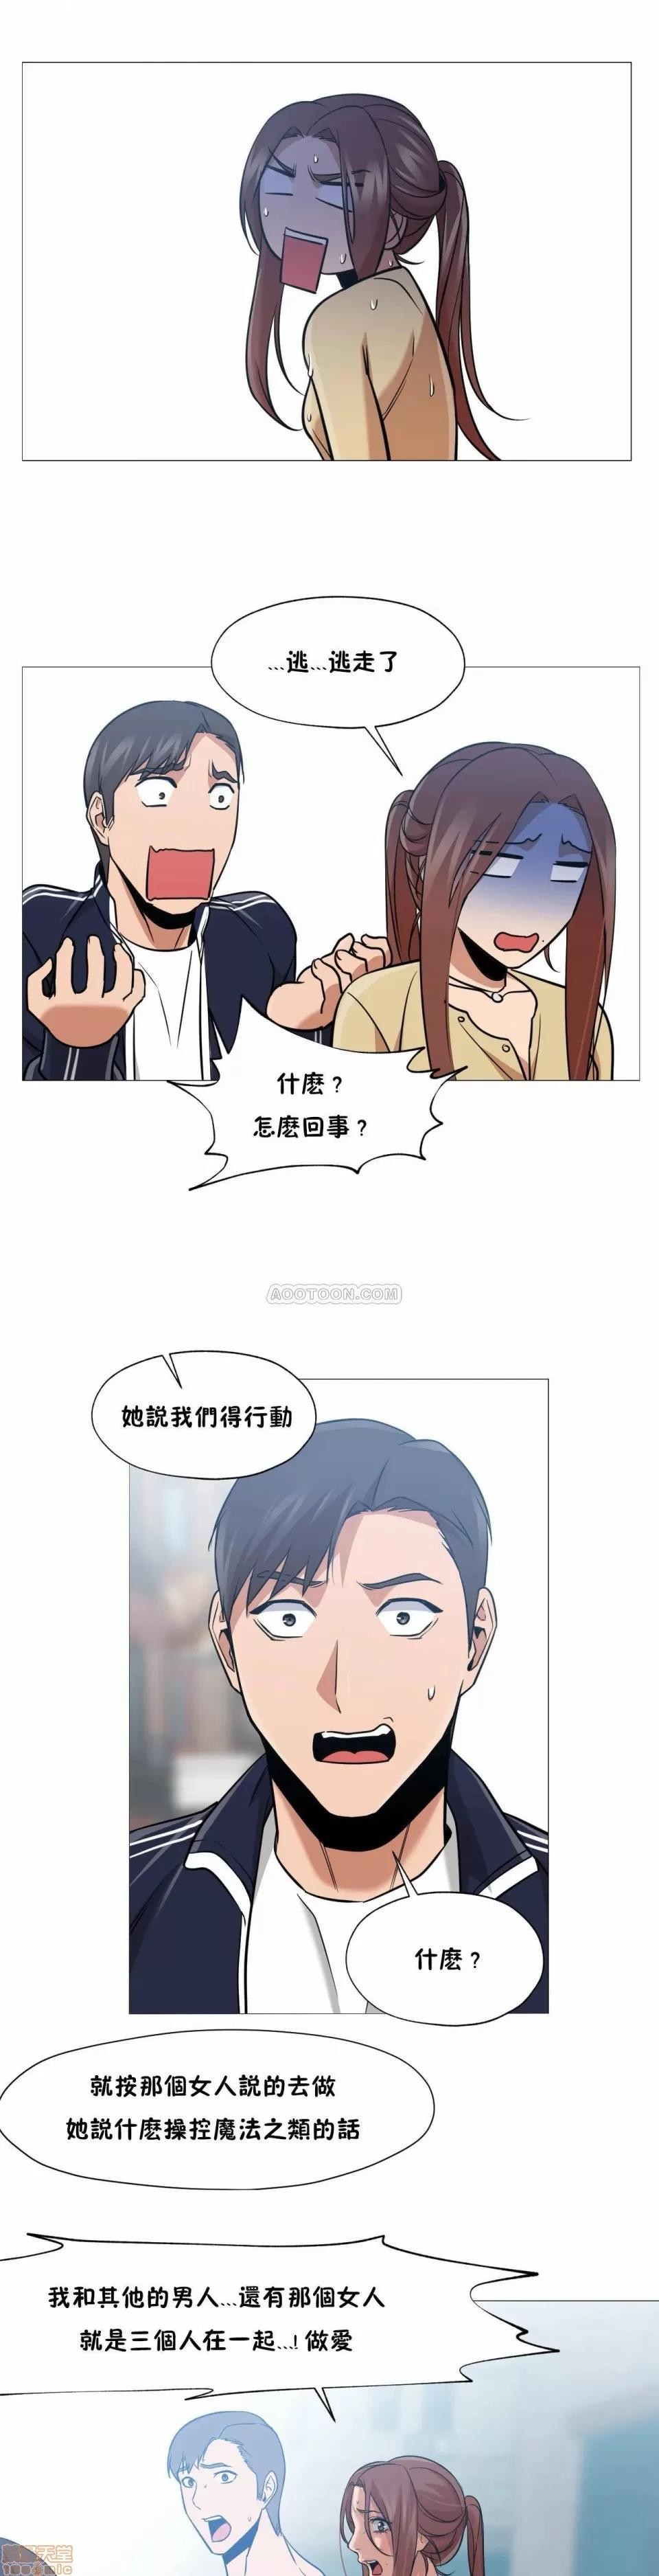 ...逃...逃走了
什麽？
怎麽回事？
AOOTOON.COM
她說我們得行動
什麽？
就按那個女人說的去做
她說什麽操控魔法之類的話
我和其他的男人...還有那個女人
就是三個人在一起...!做愛